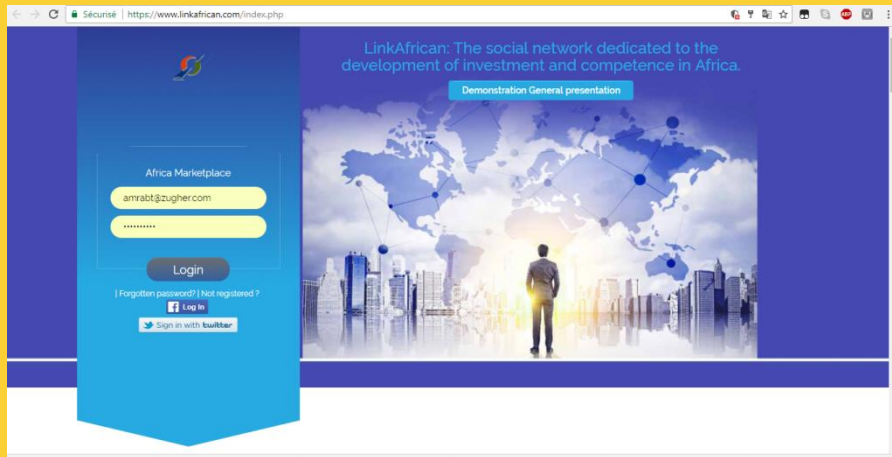 Sécurisé | https://www.linkafrican.com/index.php
LinkAfrican: The social network dedicated to the
development of investment and competence in Africa.
Demonstration General presentation
Africa Marketplace
amrabt@zugher.com
••••••••••
Login
| Forgotten password? | Not registered ?
f Log In
Sign in with twitter
ABP